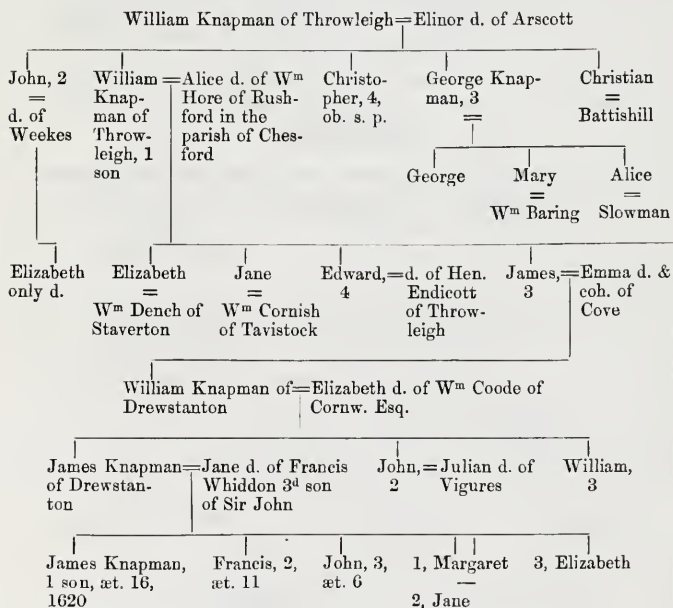 William Knapman of Throwleigh=Elinor d. of Arscott
John, 2
=
d. of
Weekes
William
Knap-
man of
Throw-
leigh, 1
son
=
Alice d. of Wm
Hore of Rush-
ford in the
parish of Ches-
ford
Christo-
pher, 4,
ob. s. p.
George Knap-
man, 3
=
Christian
=
Battishill
George
Mary
=
Wm Baring
Alice
=
Slowman
Elizabeth
only d.
Elizabeth
=
Wm Dench of
Staverton
Jane
=
Wm Cornish
of Tavistock
Edward,
4
=
d. of Hen.
Endicott
of Throw-
leigh
James,
3
=
Emma d. &
coh. of
Cove
William Knapman of
Drewstanton
=
Elizabeth d. of Wm Coode of
Cornw. Esq.
James Knapman
of Drewstan-
ton
=
Jane d. of Francis
Whiddon 3d son
of Sir John
John,
2
=
Julian d. of
Vigures
William,
3
James Knapman,
1 son, æt. 16,
1620
Francis, 2,
æt. 11
John, 3,
æt. 6
1, Margaret
—
2, Jane
3, Elizabeth